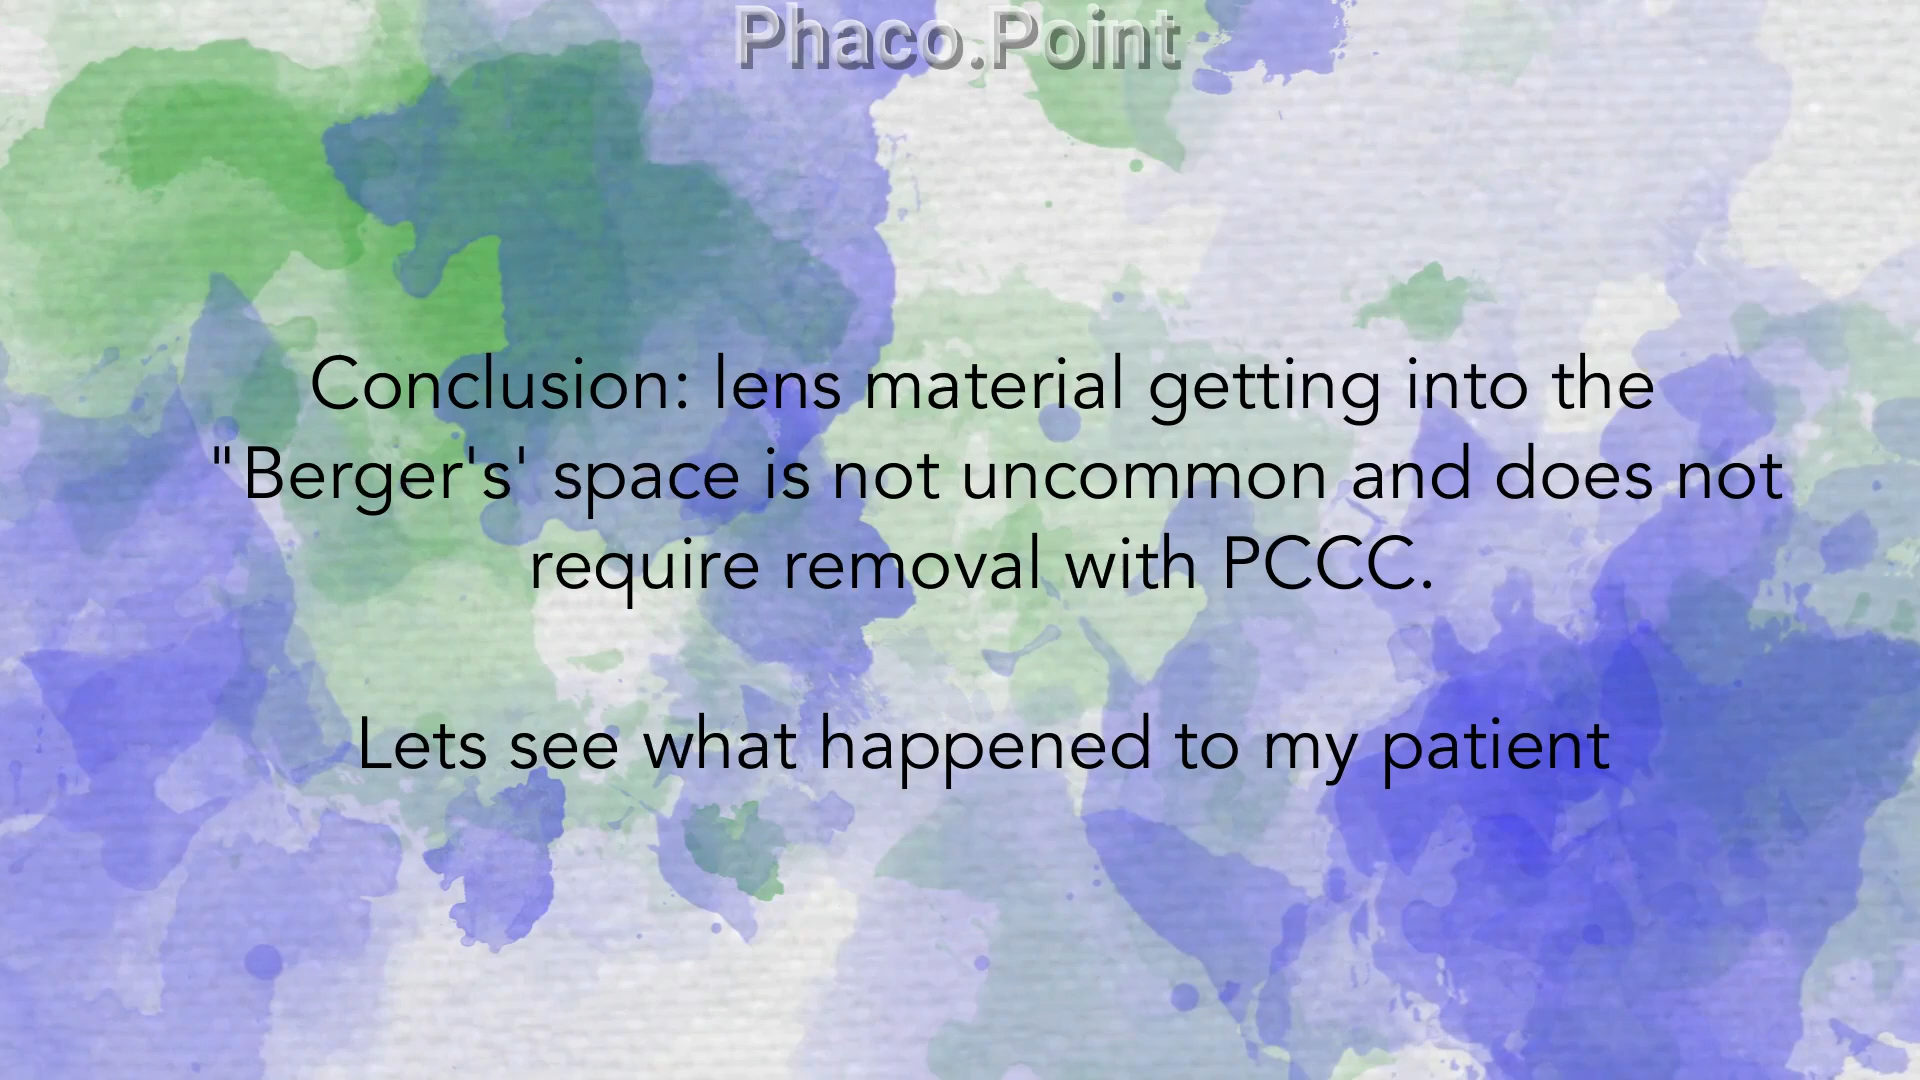 Phaco.Point
Conclusion: lens material getting into the
"Berger's' space is not uncommon and does not
require removal with PCCC.
Lets see what happened to my patient